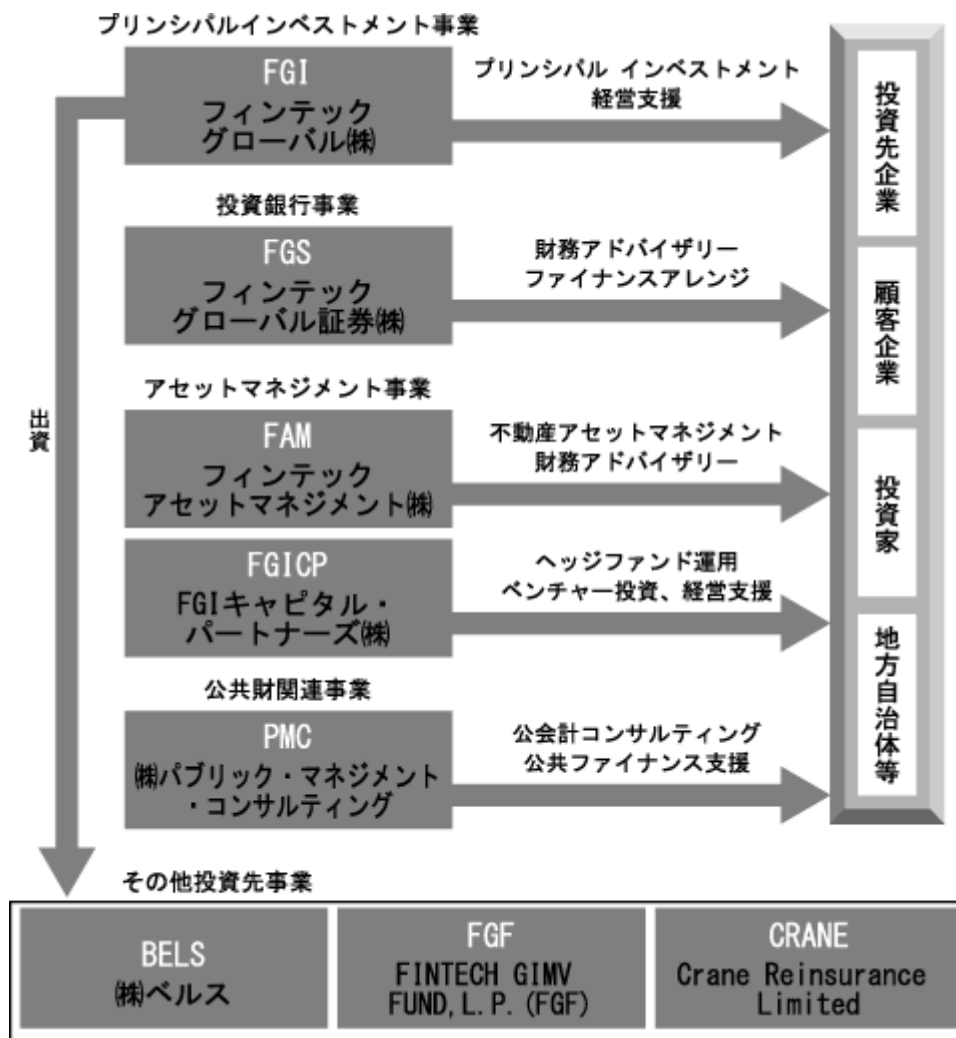 プリンシパルインベストメント事業
FGI
フィンテック
グローバル㈱
プリンシパル インベストメント
経営支援
投資銀行事業
FGS
フィンテック
グローバル証券㈱
財務アドバイザリー
ファイナンスアレンジ
アセットマネジメント事業
FAM
フィンテック
アセットマネジメント㈱
不動産アセットマネジメント
財務アドバイザリー
FGICP
FGIキャピタル・
パートナーズ㈱
ヘッジファンド運用
ベンチャー投資、経営支援
公共財関連事業
PMC
㈱パブリック・マネジメント
・コンサルティング
公会計コンサルティング
公共ファイナンス支援
投資先企業
顧客企業
投資家
地方自治体等
出資
その他投資先事業
BELS
㈱ベルス
FGF
FINTECH GIMV
FUND,L.P.(FGF)
CRANE
Crane Reinsurance
Limited